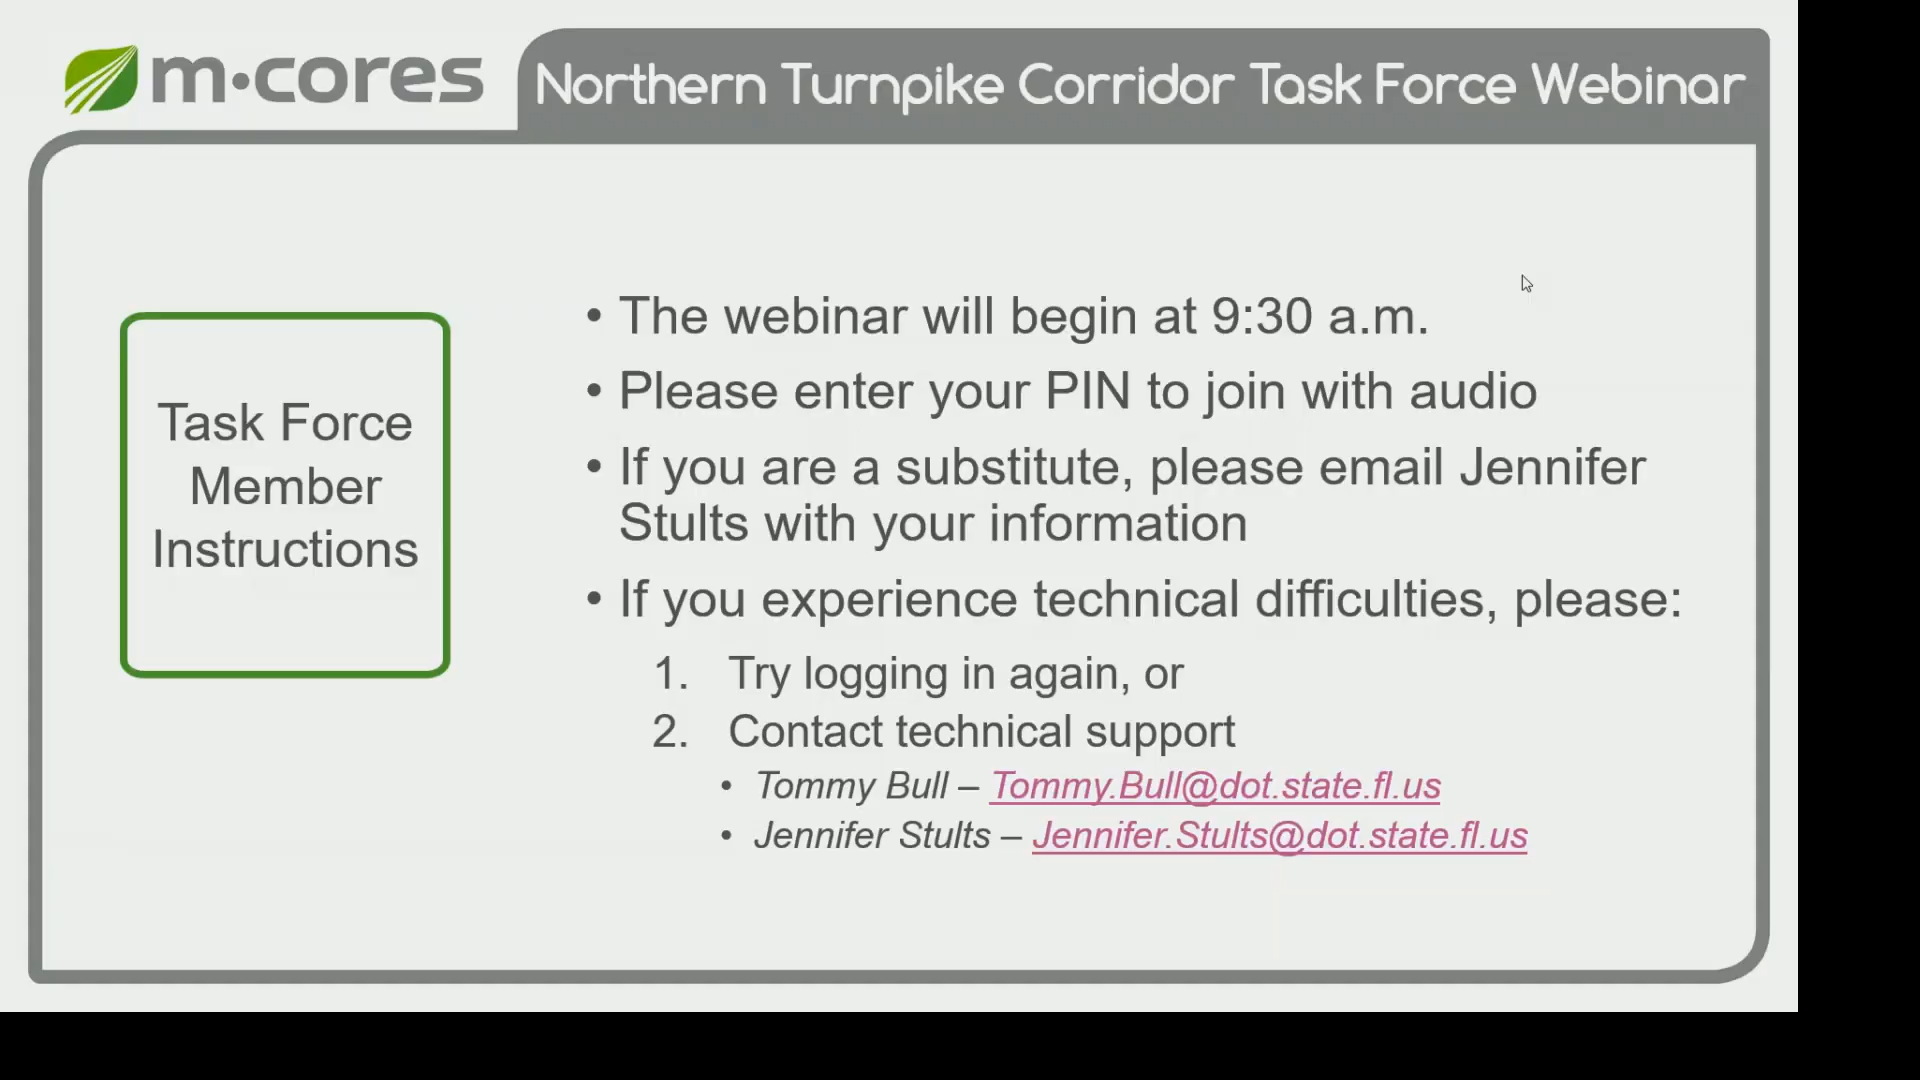 m•cores
Northern Turnpike Corridor Task Force Webinar
Task Force
Member
Instructions
• The webinar will begin at 9:30 a.m.
• Please enter your PIN to join with audio
• If you are a substitute, please email Jennifer
Stults with your information
• If you experience technical difficulties, please:
1. Try logging in again, or
2. Contact technical support
• Tommy Bull – Tommy.Bull@dot.state.fl.us
• Jennifer Stults – Jennifer.Stults@dot.state.fl.us